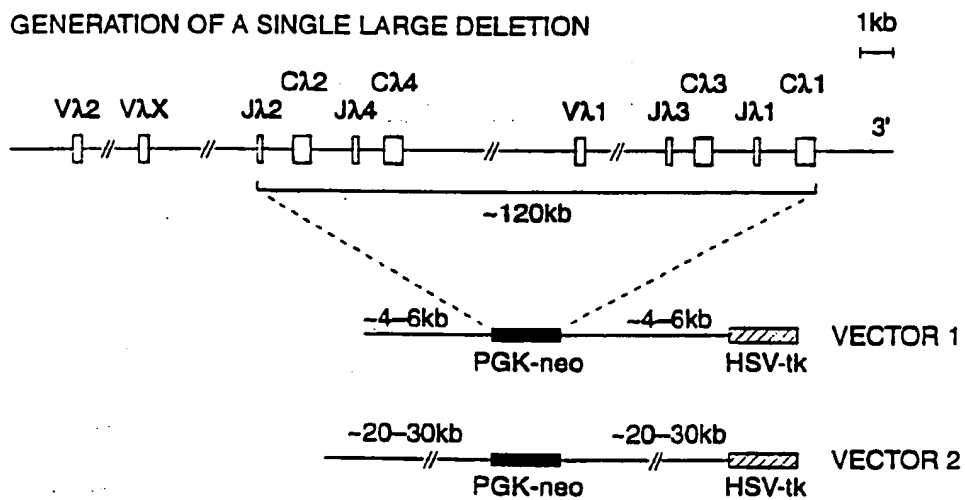 GENERATION OF A SINGLE LARGE DELETION
1kb
Cλ2 Cλ4 Cλ3 Cλ1
Vλ2 VλX Jλ2 Jλ4 Vλ1 Jλ3 Jλ1
3'
~120kb
~4–6kb ~4–6kb
VECTOR 1
PGK-neo HSV-tk
~20–30kb ~20–30kb
VECTOR 2
PGK-neo HSV-tk